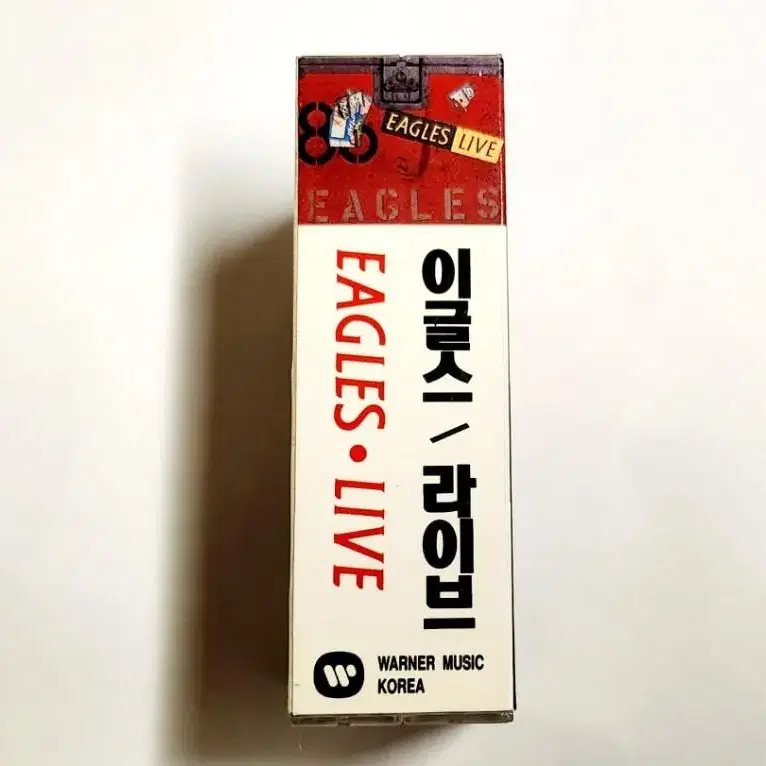 EAGLES LIVE
EAGLES
이글스 / 라이브
EAGLES • LIVE
WARNER MUSIC
KOREA